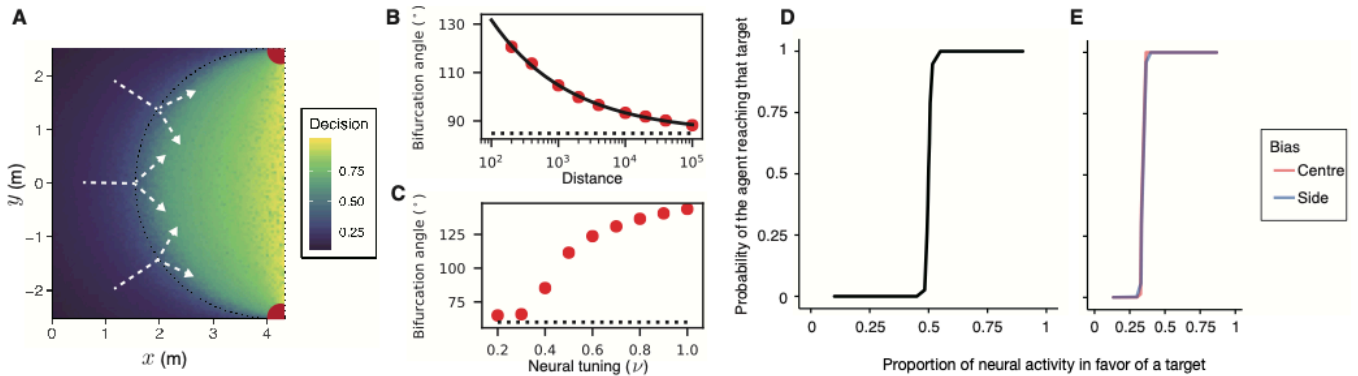 A
y (m)
2
1
0
−1
−2
0
1
2
3
4
x (m)
Decision
0.75
0.50
0.25
B
Bifurcation angle (°)
130
110
90
10²
10³
10⁴
10⁵
Distance
C
Bifurcation angle (°)
125
100
75
0.2
0.4
0.6
0.8
1.0
Neural tuning (ν)
D
Probability of the agent reaching that target
1
0.75
0.5
0.25
0
0
0.25
0.5
0.75
1
E
0
0.25
0.5
0.75
1
Bias
Centre
Side
Proportion of neural activity in favor of a target